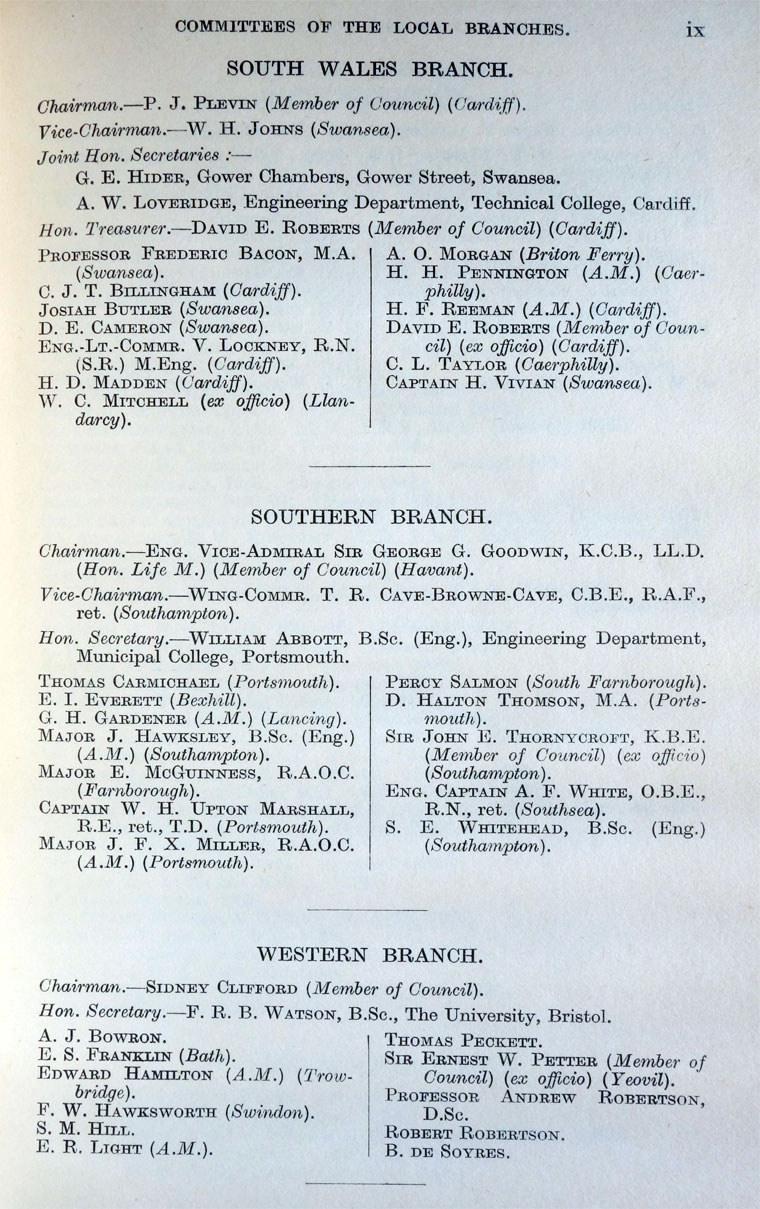 COMMITTEES OF THE LOCAL BRANCHES. ix
SOUTH WALES BRANCH.
Chairman.—P. J. PLEVIN (Member of Council) (Cardiff).
Vice-Chairman.—W. H. JOHNS (Swansea).
Joint Hon. Secretaries :—
G. E. HIDER, Gower Chambers, Gower Street, Swansea.
A. W. LOVERIDGE, Engineering Department, Technical College, Cardiff.
Hon. Treasurer.—DAVID E. ROBERTS (Member of Council) (Cardiff).
PROFESSOR FREDERIC BACON, M.A.
(Swansea).
C. J. T. BILLINGHAM (Cardiff).
JOSIAH BUTLER (Swansea).
D. E. CAMERON (Swansea).
ENG.-LT.-COMMR. V. LOCKNEY, R.N.
(S.R.) M.Eng. (Cardiff).
H. D. MADDEN (Cardiff).
W. C. MITCHELL (ex officio) (Llan-
darcy).
A. O. MORGAN (Briton Ferry).
H. H. PENNINGTON (A.M.) (Caer-
philly).
H. F. REEMAN (A.M.) (Cardiff).
DAVID E. ROBERTS (Member of Coun-
cil) (ex officio) (Cardiff).
C. L. TAYLOR (Caerphilly).
CAPTAIN H. VIVIAN (Swansea).
SOUTHERN BRANCH.
Chairman.—ENG. VICE-ADMIRAL SIR GEORGE G. GOODWIN, K.C.B., LL.D.
(Hon. Life M.) (Member of Council) (Havant).
Vice-Chairman.—WING-COMMR. T. R. CAVE-BROWNE-CAVE, C.B.E., R.A.F.,
ret. (Southampton).
Hon. Secretary.—WILLIAM ABBOTT, B.Sc. (Eng.), Engineering Department,
Municipal College, Portsmouth.
THOMAS CARMICHAEL (Portsmouth).
E. I. EVERETT (Bexhill).
G. H. GARDENER (A.M.) (Lancing).
MAJOR J. HAWKSLEY, B.Sc. (Eng.)
(A.M.) (Southampton).
MAJOR E. MCGUINNESS, R.A.O.C.
(Farnborough).
CAPTAIN W. H. UPTON MARSHALL,
R.E., ret., T.D. (Portsmouth).
MAJOR J. F. X. MILLER, R.A.O.C.
(A.M.) (Portsmouth).
PERCY SALMON (South Farnborough).
D. HALTON THOMSON, M.A. (Ports-
mouth).
SIR JOHN E. THORNYCROFT, K.B.E.
(Member of Council) (ex officio)
(Southampton).
ENG. CAPTAIN A. F. WHITE, O.B.E.,
R.N., ret. (Southsea).
S. E. WHITEHEAD, B.Sc. (Eng.)
(Southampton).
WESTERN BRANCH.
Chairman.—SIDNEY CLIFFORD (Member of Council).
Hon. Secretary.—F. R. B. WATSON, B.Sc., The University, Bristol.
A. J. BOWRON.
E. S. FRANKLIN (Bath).
EDWARD HAMILTON (A.M.) (Trow-
bridge).
F. W. HAWKSWORTH (Swindon).
S. M. HILL.
E. R. LIGHT (A.M.).
THOMAS PECKETT.
SIR ERNEST W. PETTER (Member of
Council) (ex officio) (Yeovil).
PROFESSOR ANDREW ROBERTSON,
D.Sc.
ROBERT ROBERTSON.
B. DE SOYRES.